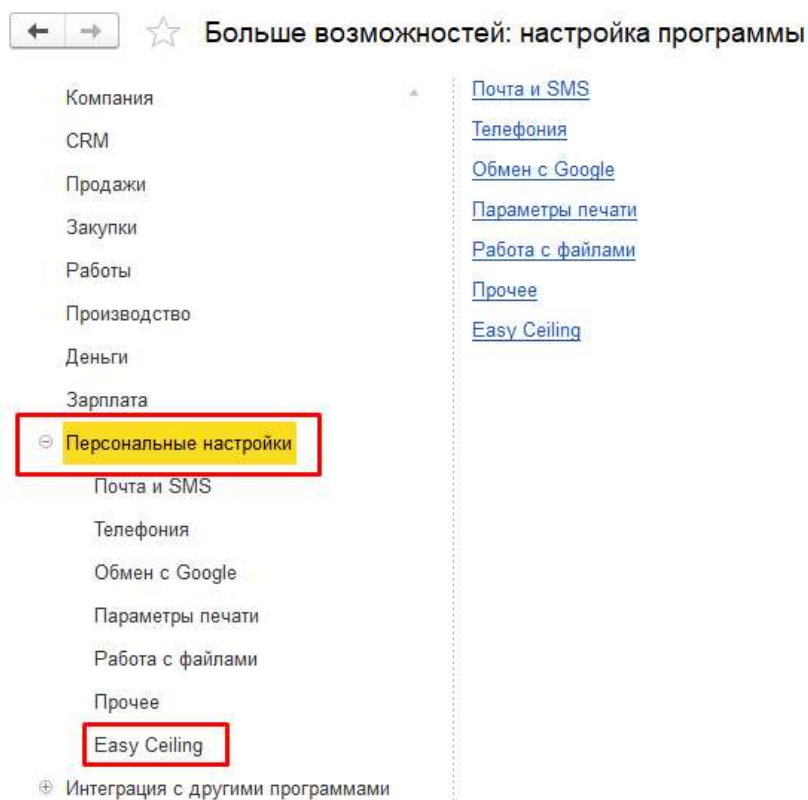 Больше возможностей: настройка программы
Компания
CRM
Продажи
Закупки
Работы
Производство
Деньги
Зарплата
Персональные настройки
Почта и SMS
Телефония
Обмен с Google
Параметры печати
Работа с файлами
Прочее
Easy Ceiling
Интеграция с другими программами
Почта и SMS
Телефония
Обмен с Google
Параметры печати
Работа с файлами
Прочее
Easy Ceiling